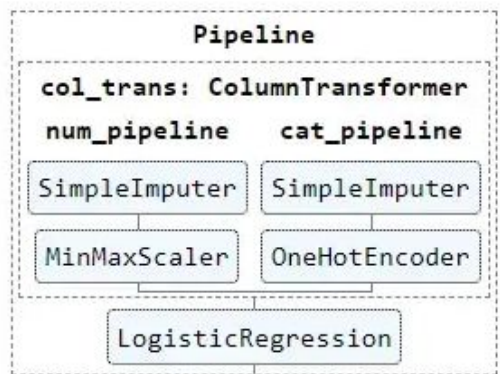 Pipeline
col_trans: ColumnTransformer
num_pipeline cat_pipeline
SimpleImputer SimpleImputer
MinMaxScaler OneHotEncoder
LogisticRegression